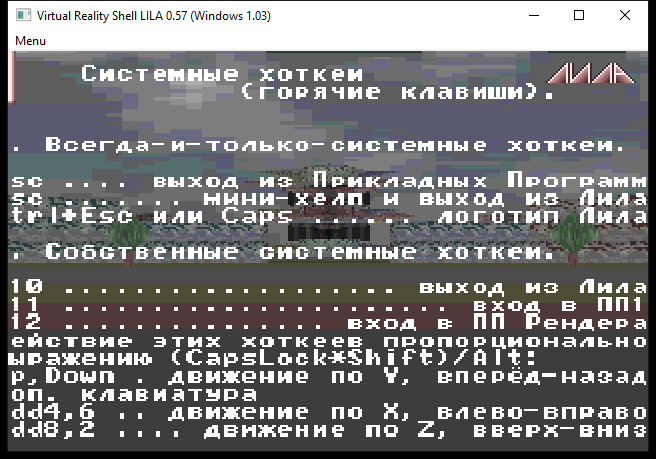 Virtual Reality Shell LILA 0.57 (Windows 1.03)
Menu
Системные хоткеи
ЛИЛА
(горячие клавиши).
. Всегда-и-только-системные хоткеи.
sc .... выход из Прикладных Программ
sc ....... мини-хелп и выход из Лила
trl+Esc или Caps ....... логотип Лила
. Собственные системные хоткеи.
10 ..................... выход из Лила
11 ........................ вход в ПП1
12 ................ вход в ПП Рендера
ействие этих хоткеев пропорционально
ыражению (CapsLock*Shift)/Alt:
p,Down . движение по Y, вперёд-назад
оп. клавиатура
dd4,6 .. движение по X, влево-вправо
dd8,2 .... движение по Z, вверх-вниз